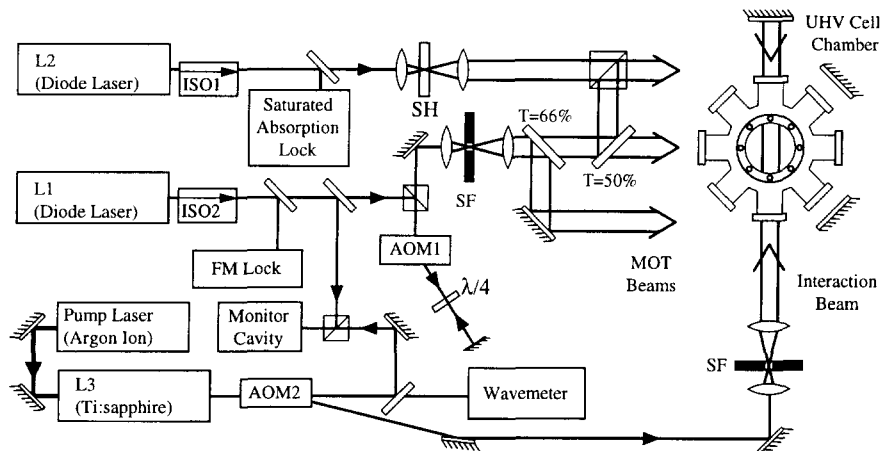 L2
(Diode Laser)
ISO1
Saturated
Absorption
Lock
SH
T=66%
UHV Cell
Chamber
L1
(Diode Laser)
ISO2
FM Lock
SF
T=50%
AOM1
λ/4
MOT
Beams
Interaction
Beam
Pump Laser
(Argon Ion)
Monitor
Cavity
SF
L3
(Ti:sapphire)
AOM2
Wavemeter